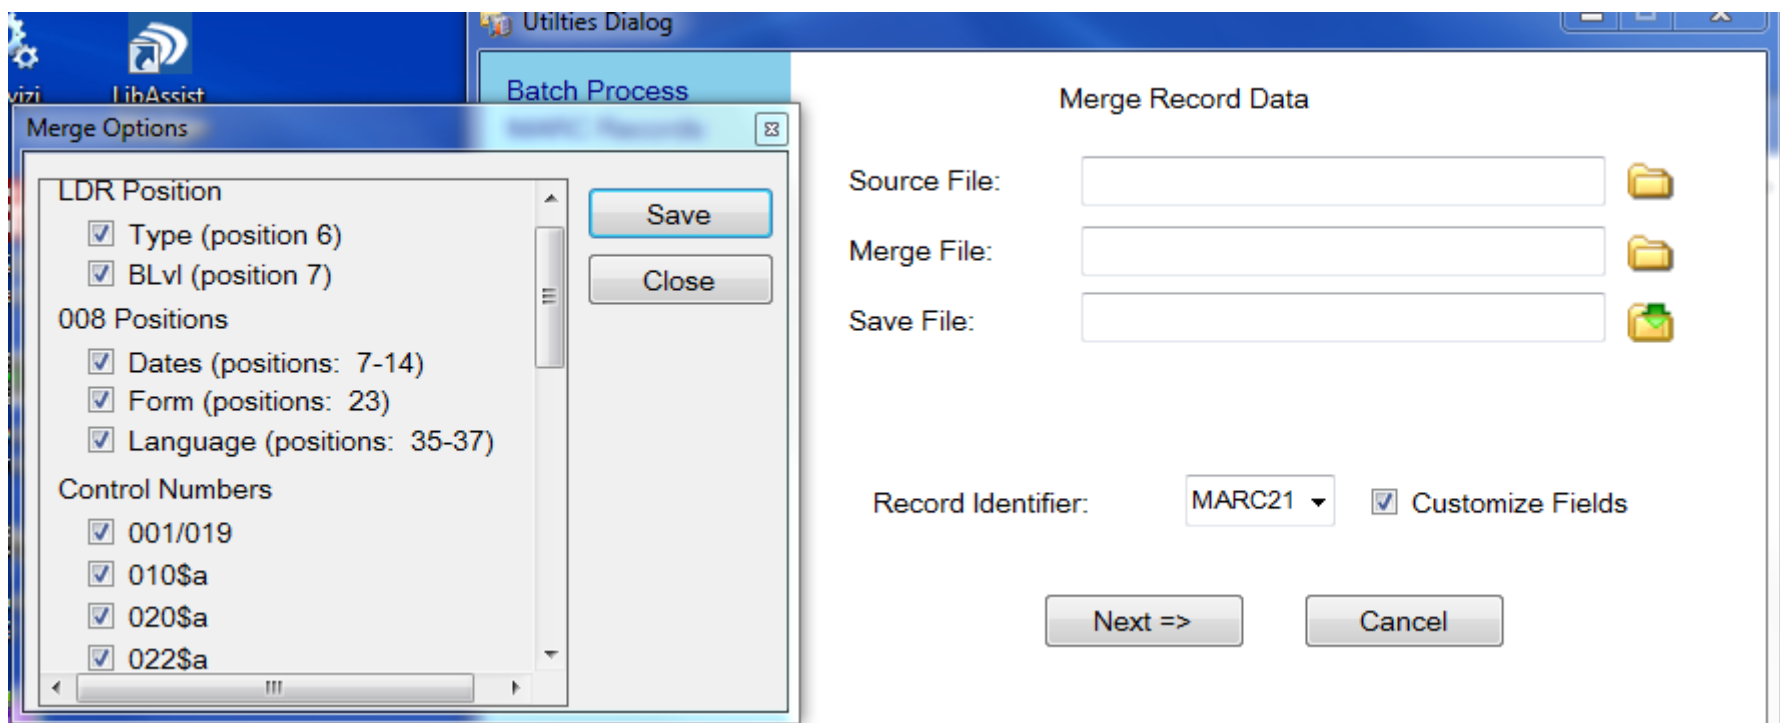 Utilties Dialog
vizi
LibAssist
Batch Process
MARC Records
Merge Options
LDR Position
Type (position 6)
BLvl (position 7)
008 Positions
Dates (positions:  7-14)
Form (positions:  23)
Language (positions:  35-37)
Control Numbers
001/019
010$a
020$a
022$a
Save
Close
Merge Record Data
Source File:
Merge File:
Save File:
Record Identifier:
MARC21
Customize Fields
Next =>
Cancel